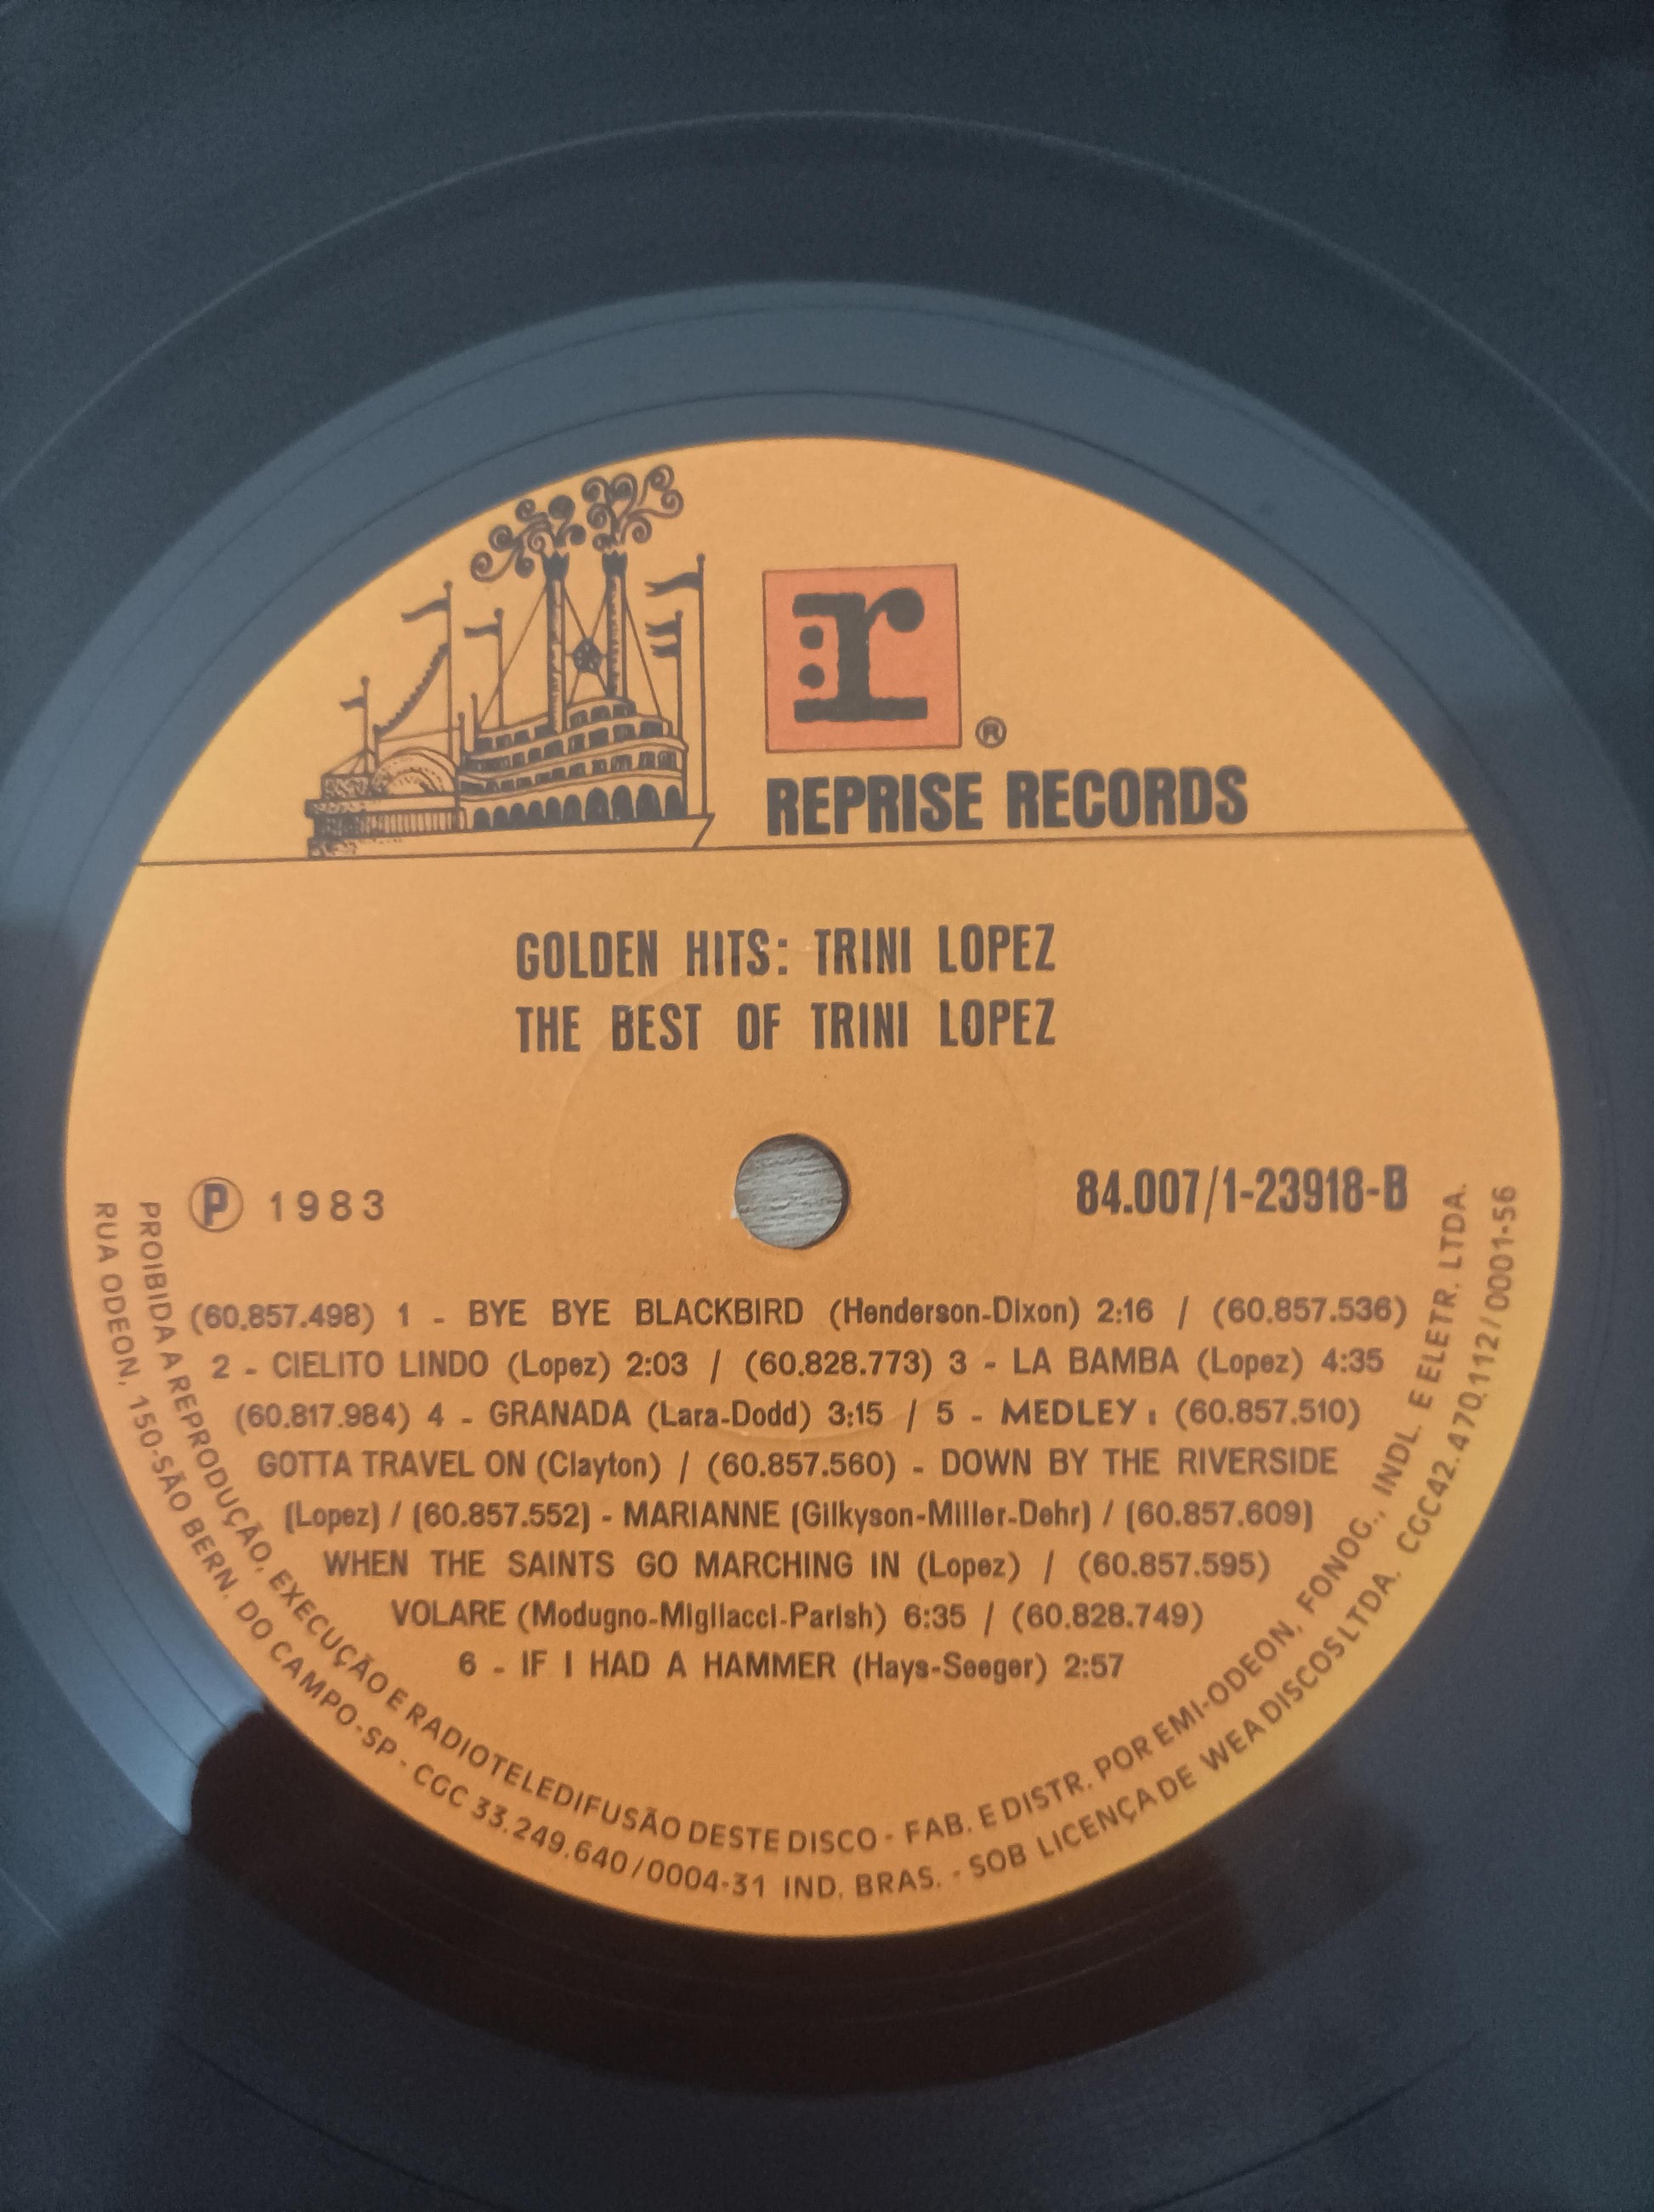 r
®
REPRISE RECORDS
GOLDEN HITS: TRINI LOPEZ
THE BEST OF TRINI LOPEZ
Ⓟ 1983
84.007/1-23918-B
(60.857.498) 1 - BYE BYE BLACKBIRD (Henderson-Dixon) 2:16 / (60.857.536)
2 - CIELITO LINDO (Lopez) 2:03 / (60.828.773) 3 - LA BAMBA (Lopez) 4:35
(60.817.984) 4 - GRANADA (Lara-Dodd) 3:15 / 5 - MEDLEY: (60.857.510)
GOTTA TRAVEL ON (Clayton) / (60.857.560) - DOWN BY THE RIVERSIDE
(Lopez) / (60.857.552) - MARIANNE (Gilkyson-Miller-Dehr) / (60.857.609)
WHEN THE SAINTS GO MARCHING IN (Lopez) / (60.857.595)
VOLARE (Modugno-Migliacci-Parish) 6:35 / (60.828.749)
6 - IF I HAD A HAMMER (Hays-Seeger) 2:57
PROIBIDA A REPRODUÇÃO, EXECUÇÃO E RADIOTELEDIFUSÃO DESTE DISCO - FAB. E DISTR. POR EMI-ODEON, FONOG., INDL. E ELETR. LTDA.
RUA ODEON, 150-SÃO BERN. DO CAMPO-SP - CGC 33.249.640/0004-31 IND. BRAS. - SOB LICENÇA DE WEA DISCOS LTDA. CGC42.470.112/0001-56